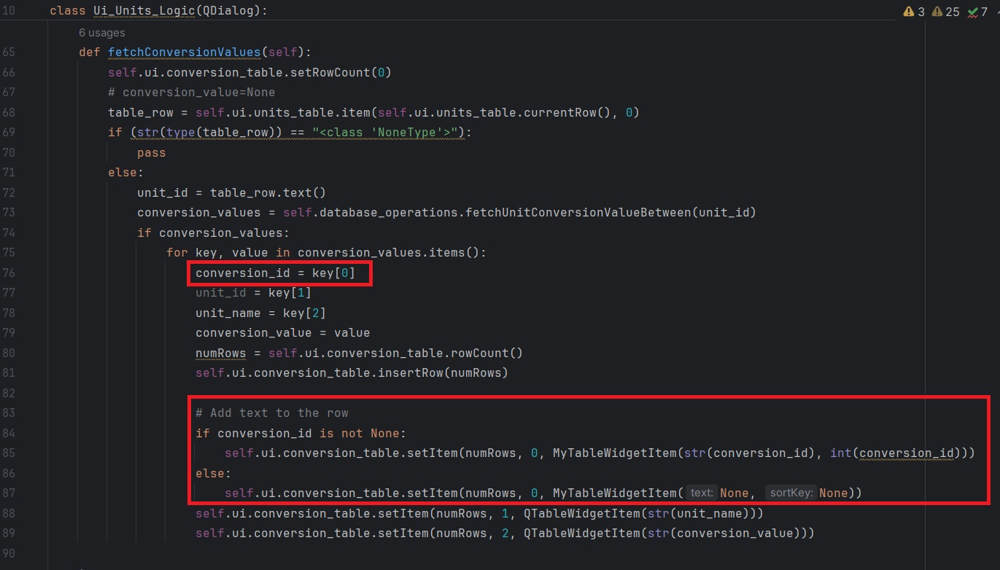 10 class Ui_Units_Logic(QDialog): 3 25 7
6 usages
65 def fetchConversionValues(self):
66 self.ui.conversion_table.setRowCount(0)
67 # conversion_value=None
68 table_row = self.ui.units_table.item(self.ui.units_table.currentRow(), 0)
69 if (str(type(table_row)) == "<class 'NoneType'>"):
70 pass
71 else:
72 unit_id = table_row.text()
73 conversion_values = self.database_operations.fetchUnitConversionValueBetween(unit_id)
74 if conversion_values:
75 for key, value in conversion_values.items():
76 conversion_id = key[0]
77 unit_id = key[1]
78 unit_name = key[2]
79 conversion_value = value
80 numRows = self.ui.conversion_table.rowCount()
81 self.ui.conversion_table.insertRow(numRows)
82
83 # Add text to the row
84 if conversion_id is not None:
85 self.ui.conversion_table.setItem(numRows, 0, MyTableWidgetItem(str(conversion_id), int(conversion_id)))
86 else:
87 self.ui.conversion_table.setItem(numRows, 0, MyTableWidgetItem( text: None, sortKey: None))
88 self.ui.conversion_table.setItem(numRows, 1, QTableWidgetItem(str(unit_name)))
89 self.ui.conversion_table.setItem(numRows, 2, QTableWidgetItem(str(conversion_value)))
90